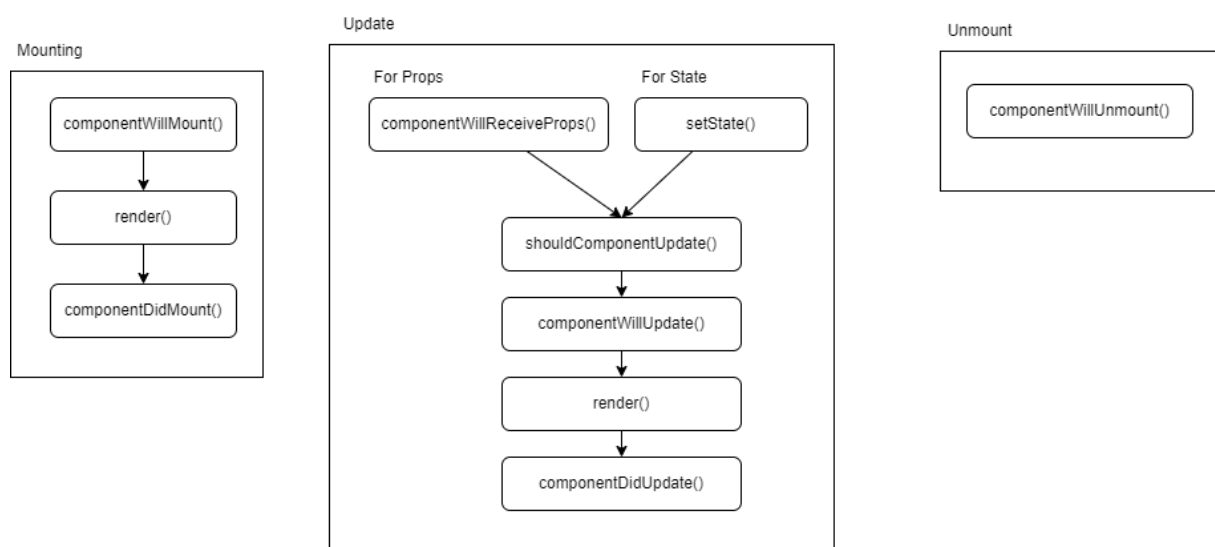 Mounting
componentWillMount()
render()
componentDidMount()
Update
For Props
For State
componentWillReceiveProps()
setState()
shouldComponentUpdate()
componentWillUpdate()
render()
componentDidUpdate()
Unmount
componentWillUnmount()